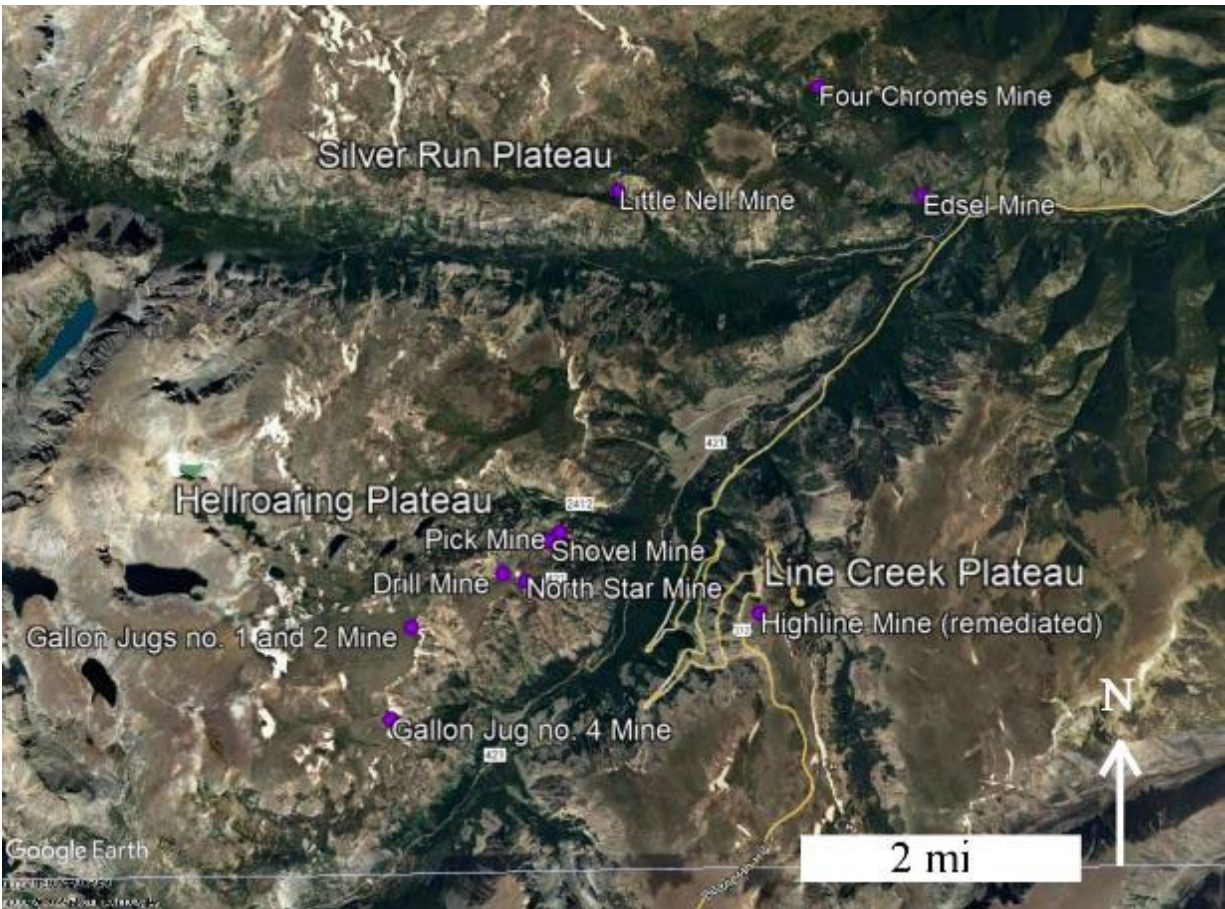 Four Chromes Mine
Silver Run Plateau
Little Nell Mine
Edsel Mine
421
Hellroaring Plateau
2412
Pick Mine
Shovel Mine
Drill Mine
North Star Mine
Line Creek Plateau
Gallon Jugs no. 1 and 2 Mine
Highline Mine (remediated)
N
Gallon Jug no. 4 Mine
421
Google Earth
2 mi